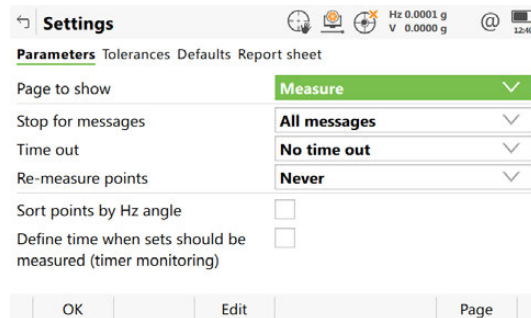 Settings
Hz 0.0001 g
V 0.0000 g
@
Parameters Tolerances Defaults Report sheet
Page to show Measure
Stop for messages All messages
Time out No time out
Re-measure points Never
Sort points by Hz angle
Define time when sets should be
measured (timer monitoring)
OK Edit Page